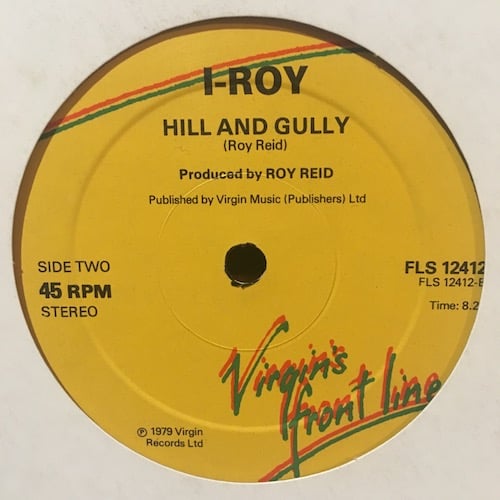 I-ROY
HILL AND GULLY
(Roy Reid)
Produced by ROY REID
Published by Virgin Music (Publishers) Ltd
SIDE TWO
45 RPM
STEREO
FLS 12412
FLS 12412-
Time: 8.2
Virgin's
front line
℗ 1979 Virgin
Records Ltd